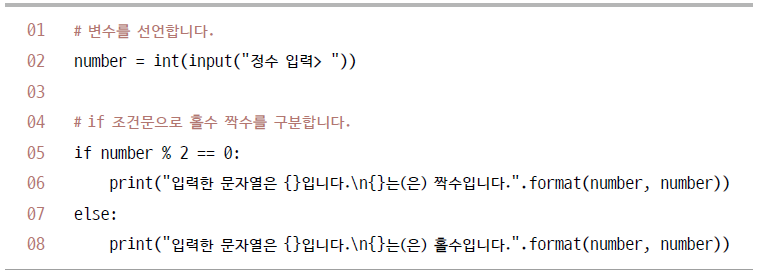 01 # 변수를 선언합니다.
02 number = int(input("정수 입력> "))
03
04 # if 조건문으로 홀수 짝수를 구분합니다.
05 if number % 2 == 0:
06     print("입력한 문자열은 {}입니다.\n{}는(은) 짝수입니다.".format(number, number))
07 else:
08     print("입력한 문자열은 {}입니다.\n{}는(은) 홀수입니다.".format(number, number))